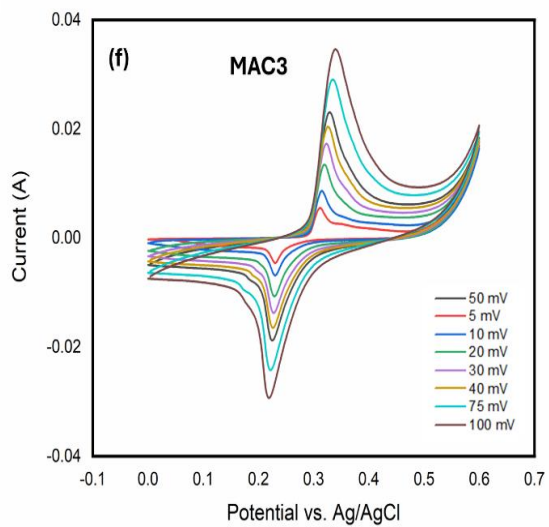 0.04
(f)
MAC3
0.02
Current (A)
0.00
50 mV
5 mV
10 mV
20 mV
30 mV
40 mV
75 mV
100 mV
-0.02
-0.04
-0.1 0.0 0.1 0.2 0.3 0.4 0.5 0.6 0.7
Potential vs. Ag/AgCl